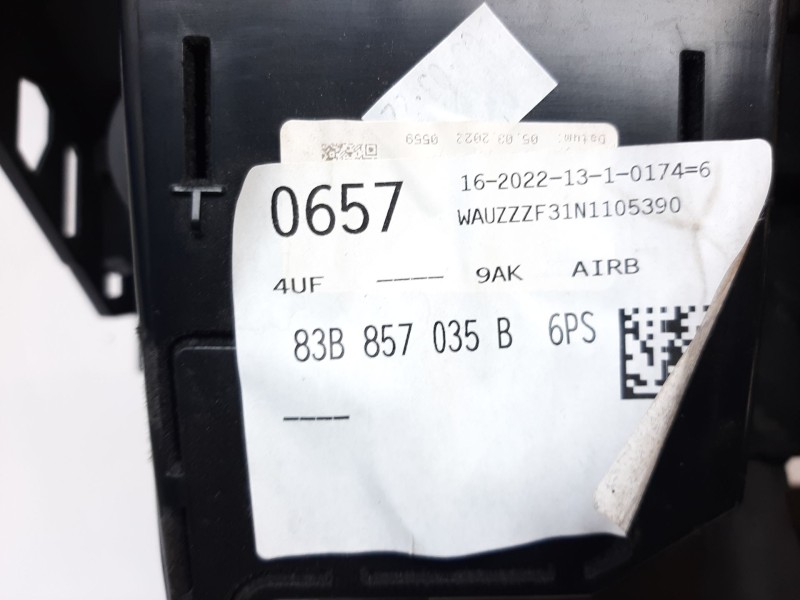 Datum: 05.03.2022 0559
0657
16-2022-13-1-0174=6
WAUZZZF31N1105390
4UF ---- 9AK AIRB
83B 857 035 B 6PS
----